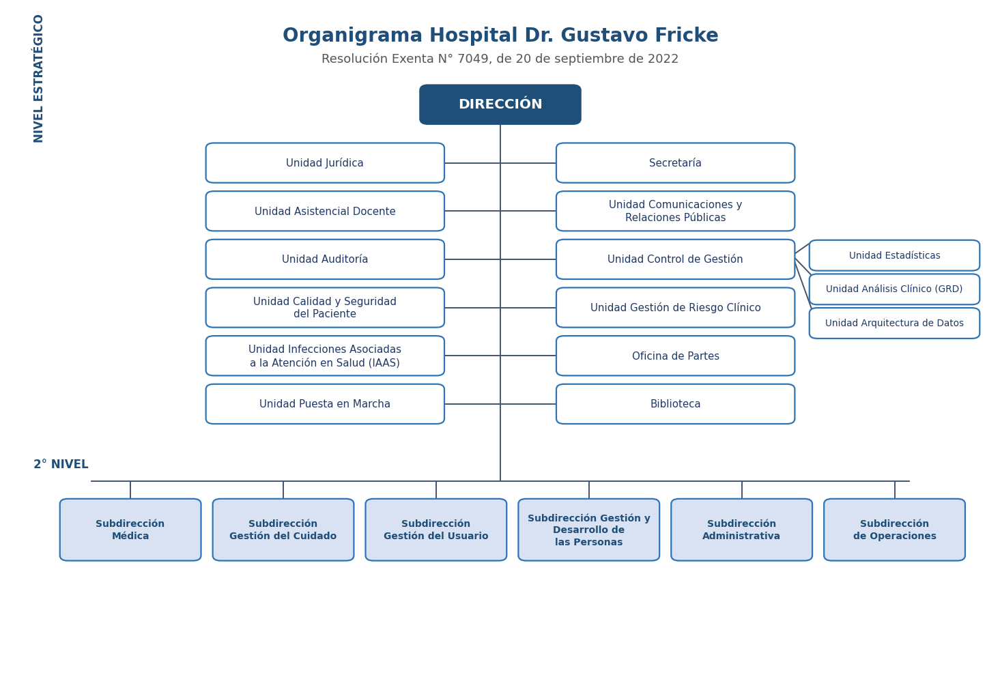 NIVEL ESTRATÉGICO
Organigrama Hospital Dr. Gustavo Fricke
Resolución Exenta N° 7049, de 20 de septiembre de 2022
DIRECCIÓN
Unidad Jurídica
Secretaría
Unidad Asistencial Docente
Unidad Comunicaciones y
Relaciones Públicas
Unidad Auditoría
Unidad Control de Gestión
Unidad Estadísticas
Unidad Análisis Clínico (GRD)
Unidad Arquitectura de Datos
Unidad Calidad y Seguridad
del Paciente
Unidad Gestión de Riesgo Clínico
Unidad Infecciones Asociadas
a la Atención en Salud (IAAS)
Oficina de Partes
Unidad Puesta en Marcha
Biblioteca
2° NIVEL
Subdirección
Médica
Subdirección
Gestión del Cuidado
Subdirección
Gestión del Usuario
Subdirección Gestión y
Desarrollo de
las Personas
Subdirección
Administrativa
Subdirección
de Operaciones